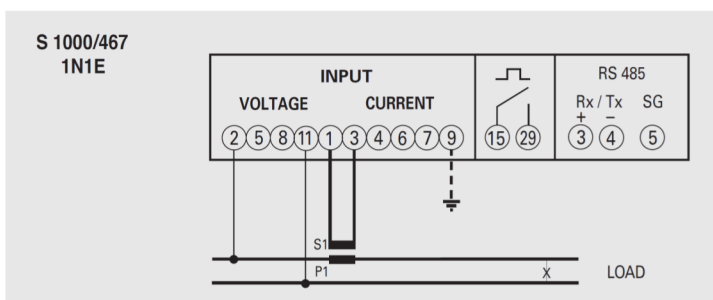 S 1000/467
1N1E
INPUT
VOLTAGE CURRENT
2 5 8 11 1 3 4 6 7 9
15 29
RS 485
Rx / Tx SG
+ −
3 4 5
S1
P1
X LOAD